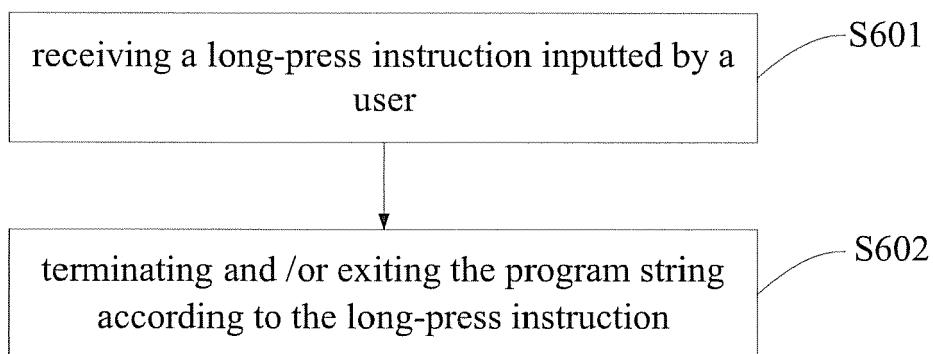 receiving a long-press instruction inputted by a
user
S601
terminating and /or exiting the program string
according to the long-press instruction
S602